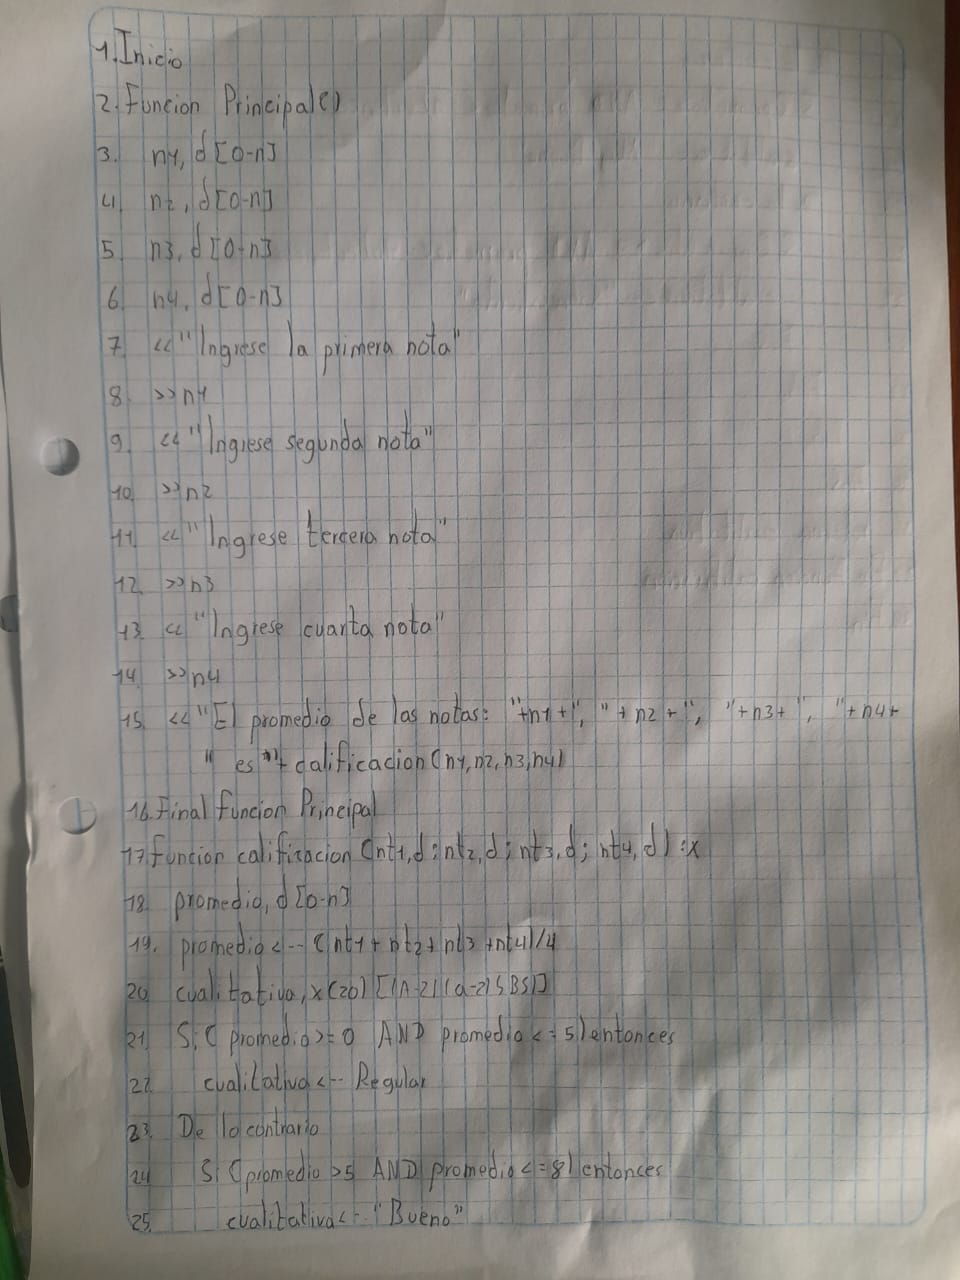 1. Inicio
2. Funcion Principal()
3. n1, d [0-n]
4. n2, d [0-n]
5. n3, d [0-n]
6. n4, d [0-n]
7. << "Ingrese la primera nota"
8. >> n1
9. << "Ingrese segunda nota"
10. >> n2
11. << "Ingrese tercera nota"
12. >> n3
13. << "Ingrese cuarta nota"
14. >> n4
15. << "El promedio de las notas: "+n1+", "+n2+", "+n3+", "+n4+
" es "+ calificacion(n1,n2,n3,n4)
16. Final funcion Principal
17. Funcion calificacion (nt1,d; nt2,d; nt3,d; nt4,d) :x
18. promedio, d [0-n]
19. promedio <-- (nt1 + nt2 + nt3 + nt4)/4
20. cualitativa, x(20) [(A-Z)(a-z)(BS)]
21. Si ( promedio >= 0 AND promedio <= 5) entonces
22. cualitativa <-- Regular
23. De lo contrario
24. Si (promedio >5 AND promedio <= 8) entonces
25. cualitativa <-- "Bueno"